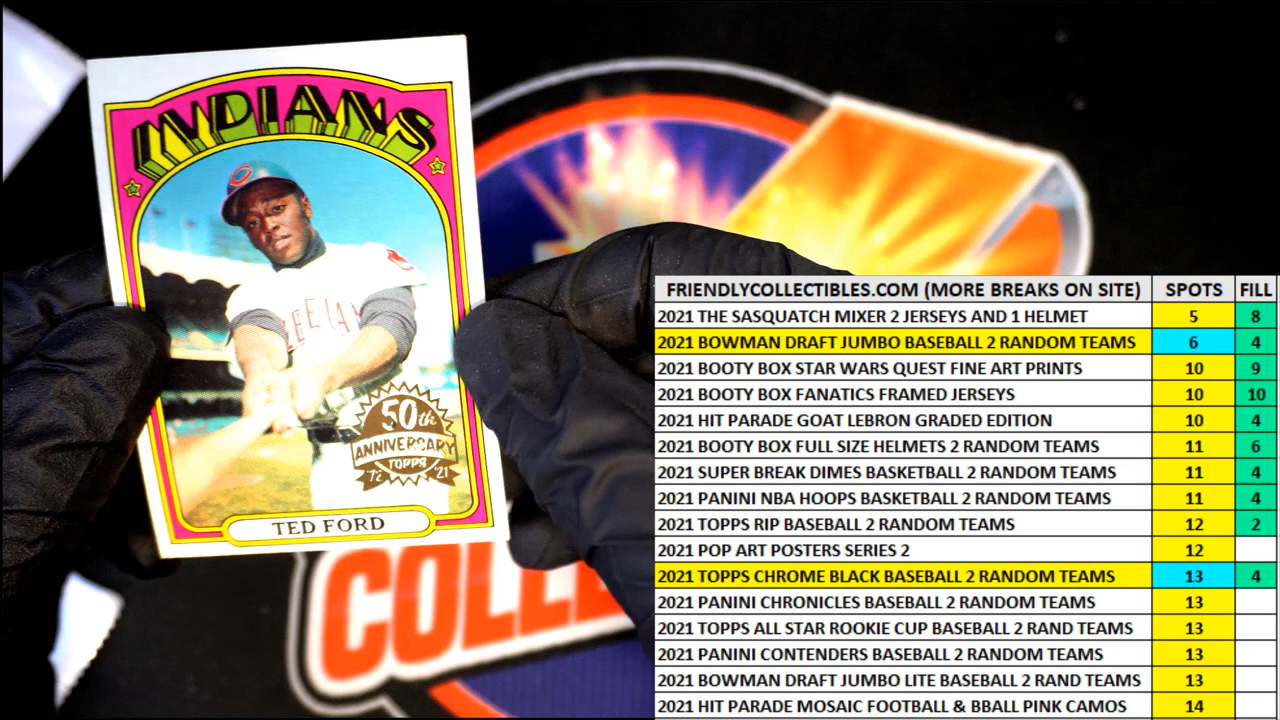 INDIANS
50th
ANNIVERSARY
TOPPS
'72 '21
TED FORD
COLLE
FRIENDLYCOLLECTIBLES.COM (MORE BREAKS ON SITE) SPOTS FILL
2021 THE SASQUATCH MIXER 2 JERSEYS AND 1 HELMET 5 8
2021 BOWMAN DRAFT JUMBO BASEBALL 2 RANDOM TEAMS 6 4
2021 BOOTY BOX STAR WARS QUEST FINE ART PRINTS 10 9
2021 BOOTY BOX FANATICS FRAMED JERSEYS 10 10
2021 HIT PARADE GOAT LEBRON GRADED EDITION 10 4
2021 BOOTY BOX FULL SIZE HELMETS 2 RANDOM TEAMS 11 6
2021 SUPER BREAK DIMES BASKETBALL 2 RANDOM TEAMS 11 4
2021 PANINI NBA HOOPS BASKETBALL 2 RANDOM TEAMS 11 4
2021 TOPPS RIP BASEBALL 2 RANDOM TEAMS 12 2
2021 POP ART POSTERS SERIES 2 12
2021 TOPPS CHROME BLACK BASEBALL 2 RANDOM TEAMS 13 4
2021 PANINI CHRONICLES BASEBALL 2 RANDOM TEAMS 13
2021 TOPPS ALL STAR ROOKIE CUP BASEBALL 2 RAND TEAMS 13
2021 PANINI CONTENDERS BASEBALL 2 RANDOM TEAMS 13
2021 BOWMAN DRAFT JUMBO LITE BASEBALL 2 RAND TEAMS 13
2021 HIT PARADE MOSAIC FOOTBALL & BBALL PINK CAMOS 14